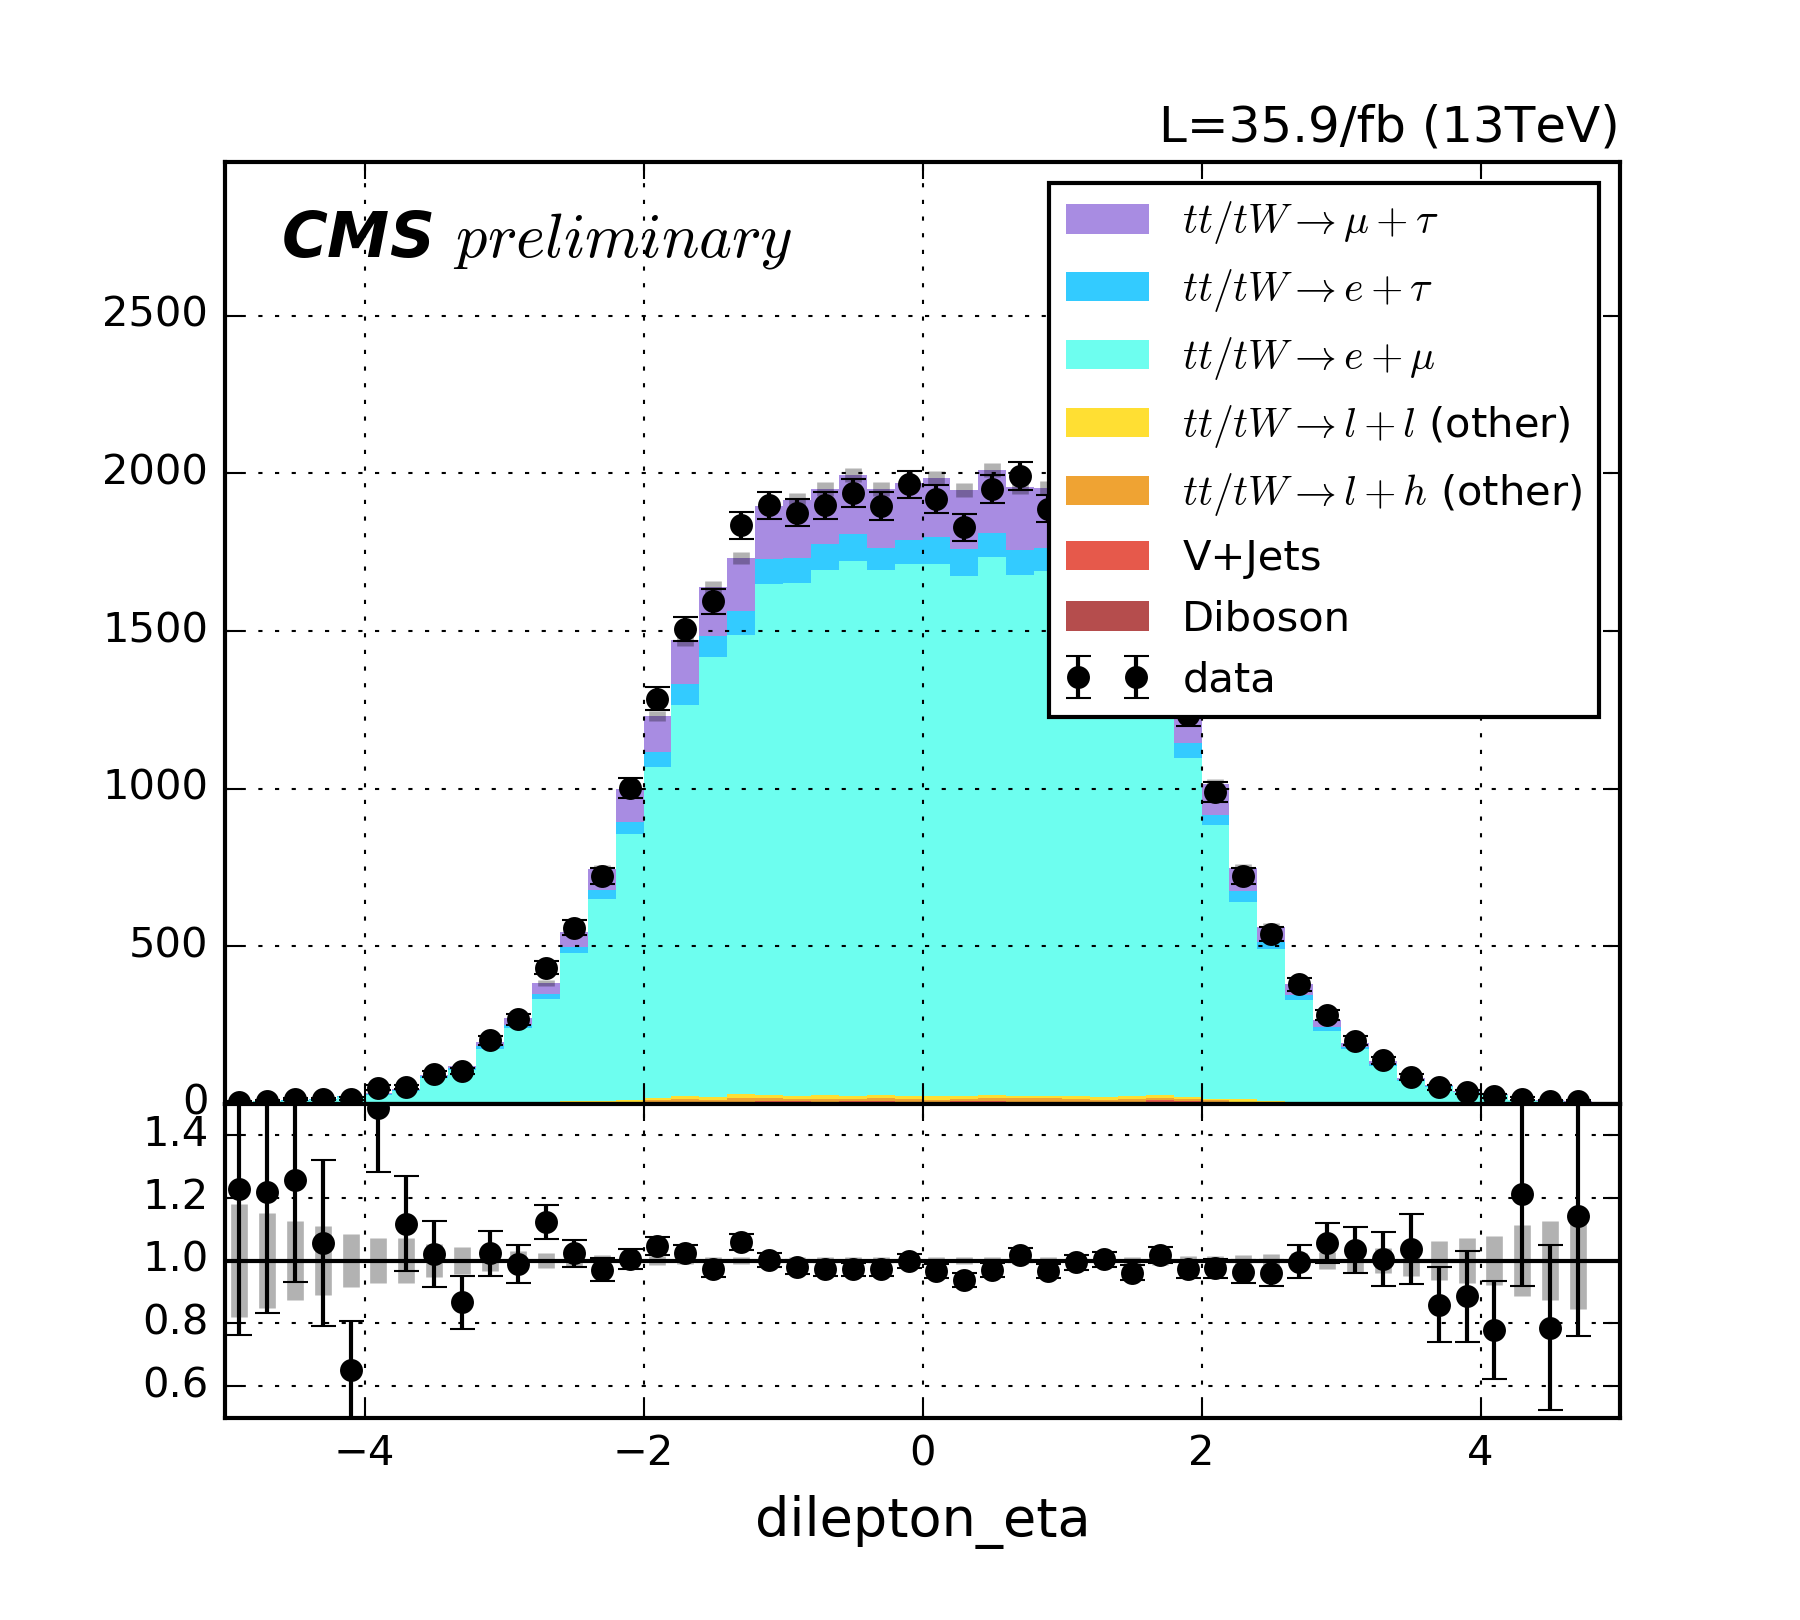 L=35.9/fb (13TeV)
CMS preliminary
tt/tW→μ+τ
tt/tW→e+τ
tt/tW→e+μ
tt/tW→l+l (other)
tt/tW→l+h (other)
V+Jets
Diboson
data
2500
2000
1500
1000
500
0
1.4
1.2
1.0
0.8
0.6
−4 −2 0 2 4
dilepton_eta